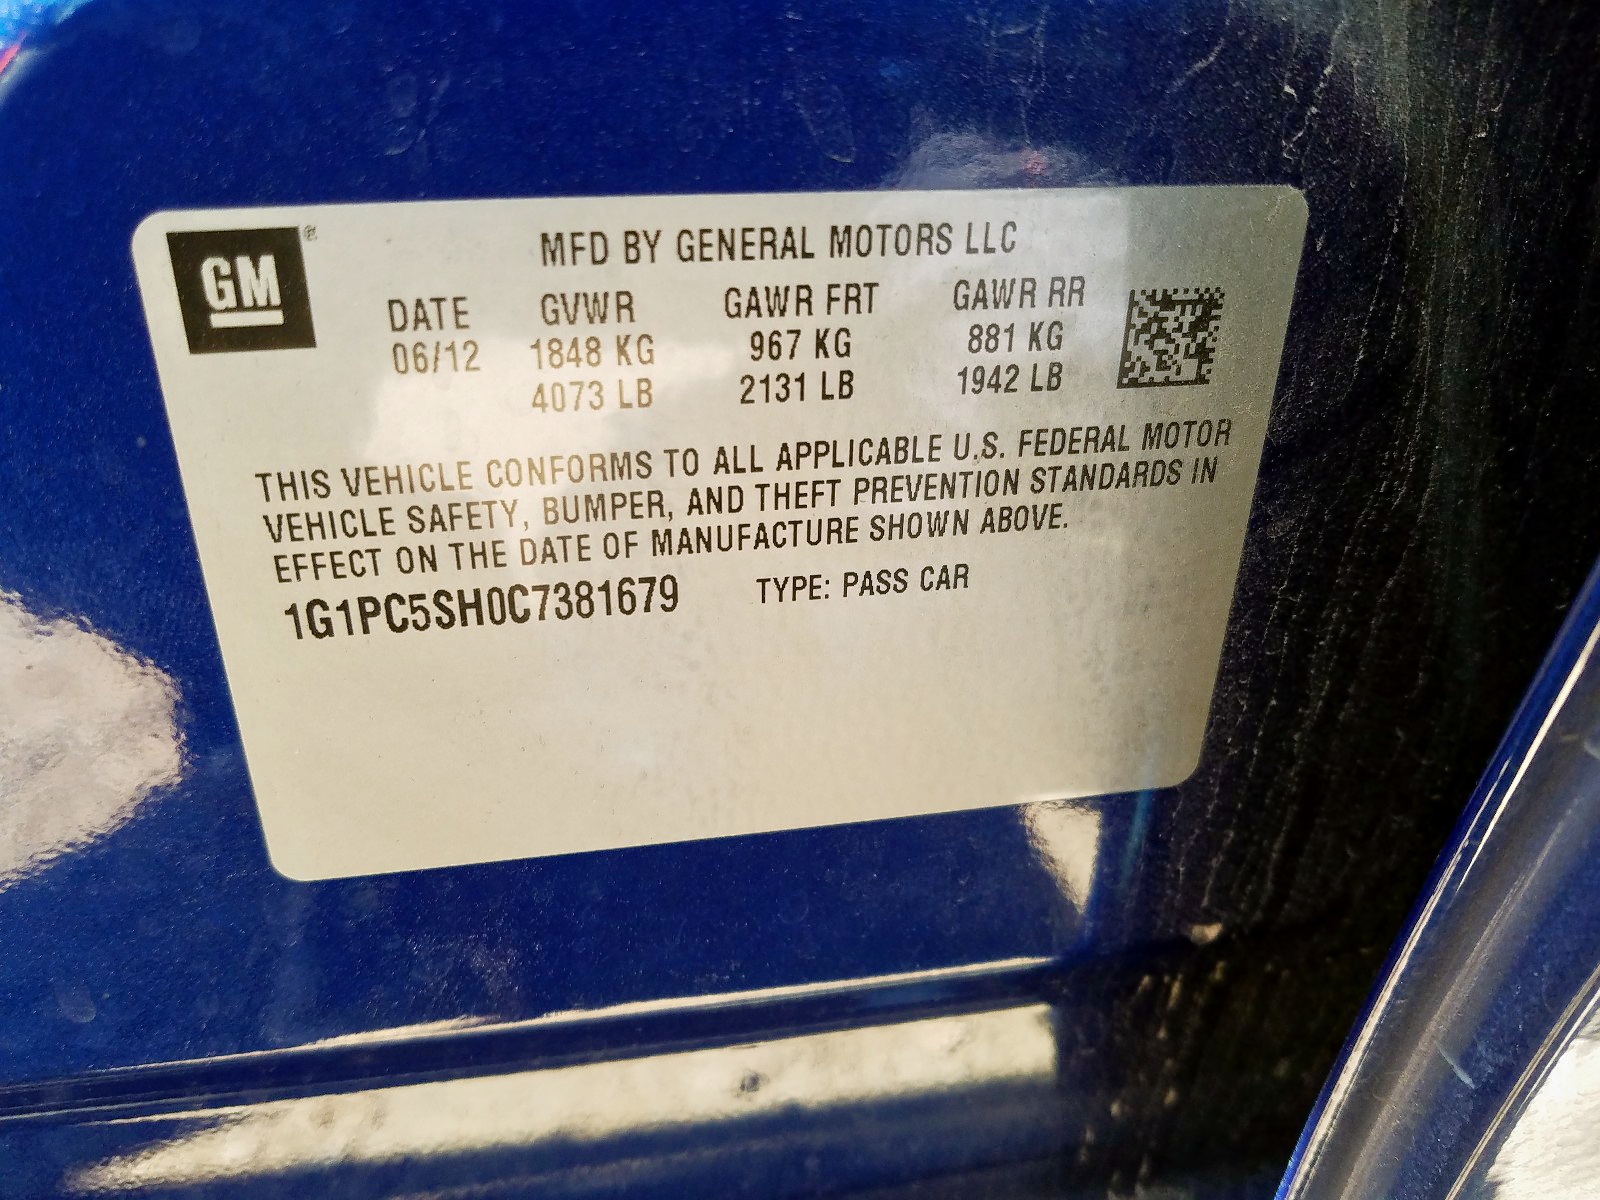 GM®
MFD BY GENERAL MOTORS LLC
DATE GVWR GAWR FRT GAWR RR
06/12 1848 KG 967 KG 881 KG
4073 LB 2131 LB 1942 LB
THIS VEHICLE CONFORMS TO ALL APPLICABLE U.S. FEDERAL MOTOR
VEHICLE SAFETY, BUMPER, AND THEFT PREVENTION STANDARDS IN
EFFECT ON THE DATE OF MANUFACTURE SHOWN ABOVE.
1G1PC5SH0C7381679 TYPE: PASS CAR